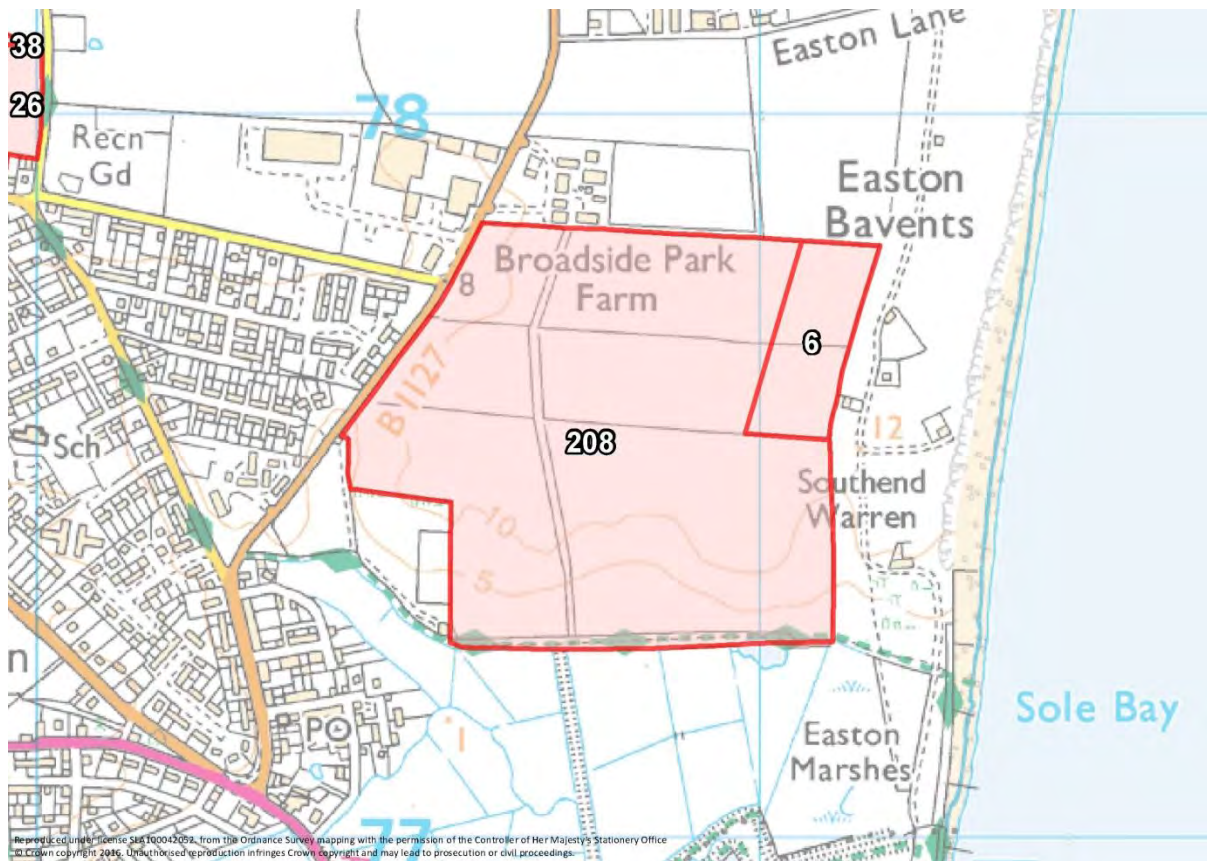 38
26
Recn
Gd
78
Easton Lane
Easton
Bavents
Broadside Park
Farm
8
6
B 1127
208
12
Sch
Southend
Warren
10
5
n
PO
1
Sole Bay
Easton
Marshes
77
Reproduced under license SLA100042052, from the Ordnance Survey mapping with the permission of the Controller of Her Majesty's Stationery Office
© Crown copyright 2016. Unauthorised reproduction infringes Crown copyright and may lead to prosecution or civil proceedings.